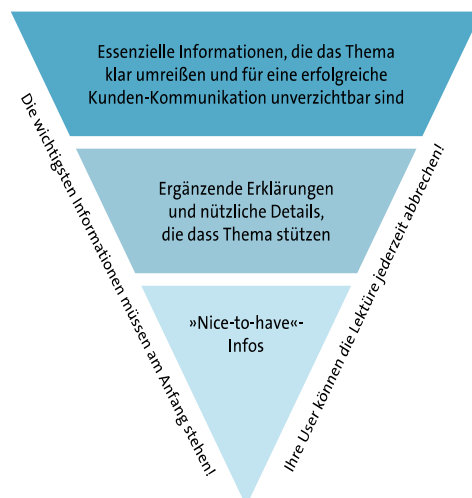 Essenzielle Informationen, die das Thema
klar umreißen und für eine erfolgreiche
Kunden-Kommunikation unverzichtbar sind
Ergänzende Erklärungen
und nützliche Details,
die dass Thema stützen
»Nice-to-have«-
Infos
Die wichtigsten Informationen müssen am Anfang stehen!
Ihre User können die Lektüre jederzeit abbrechen!